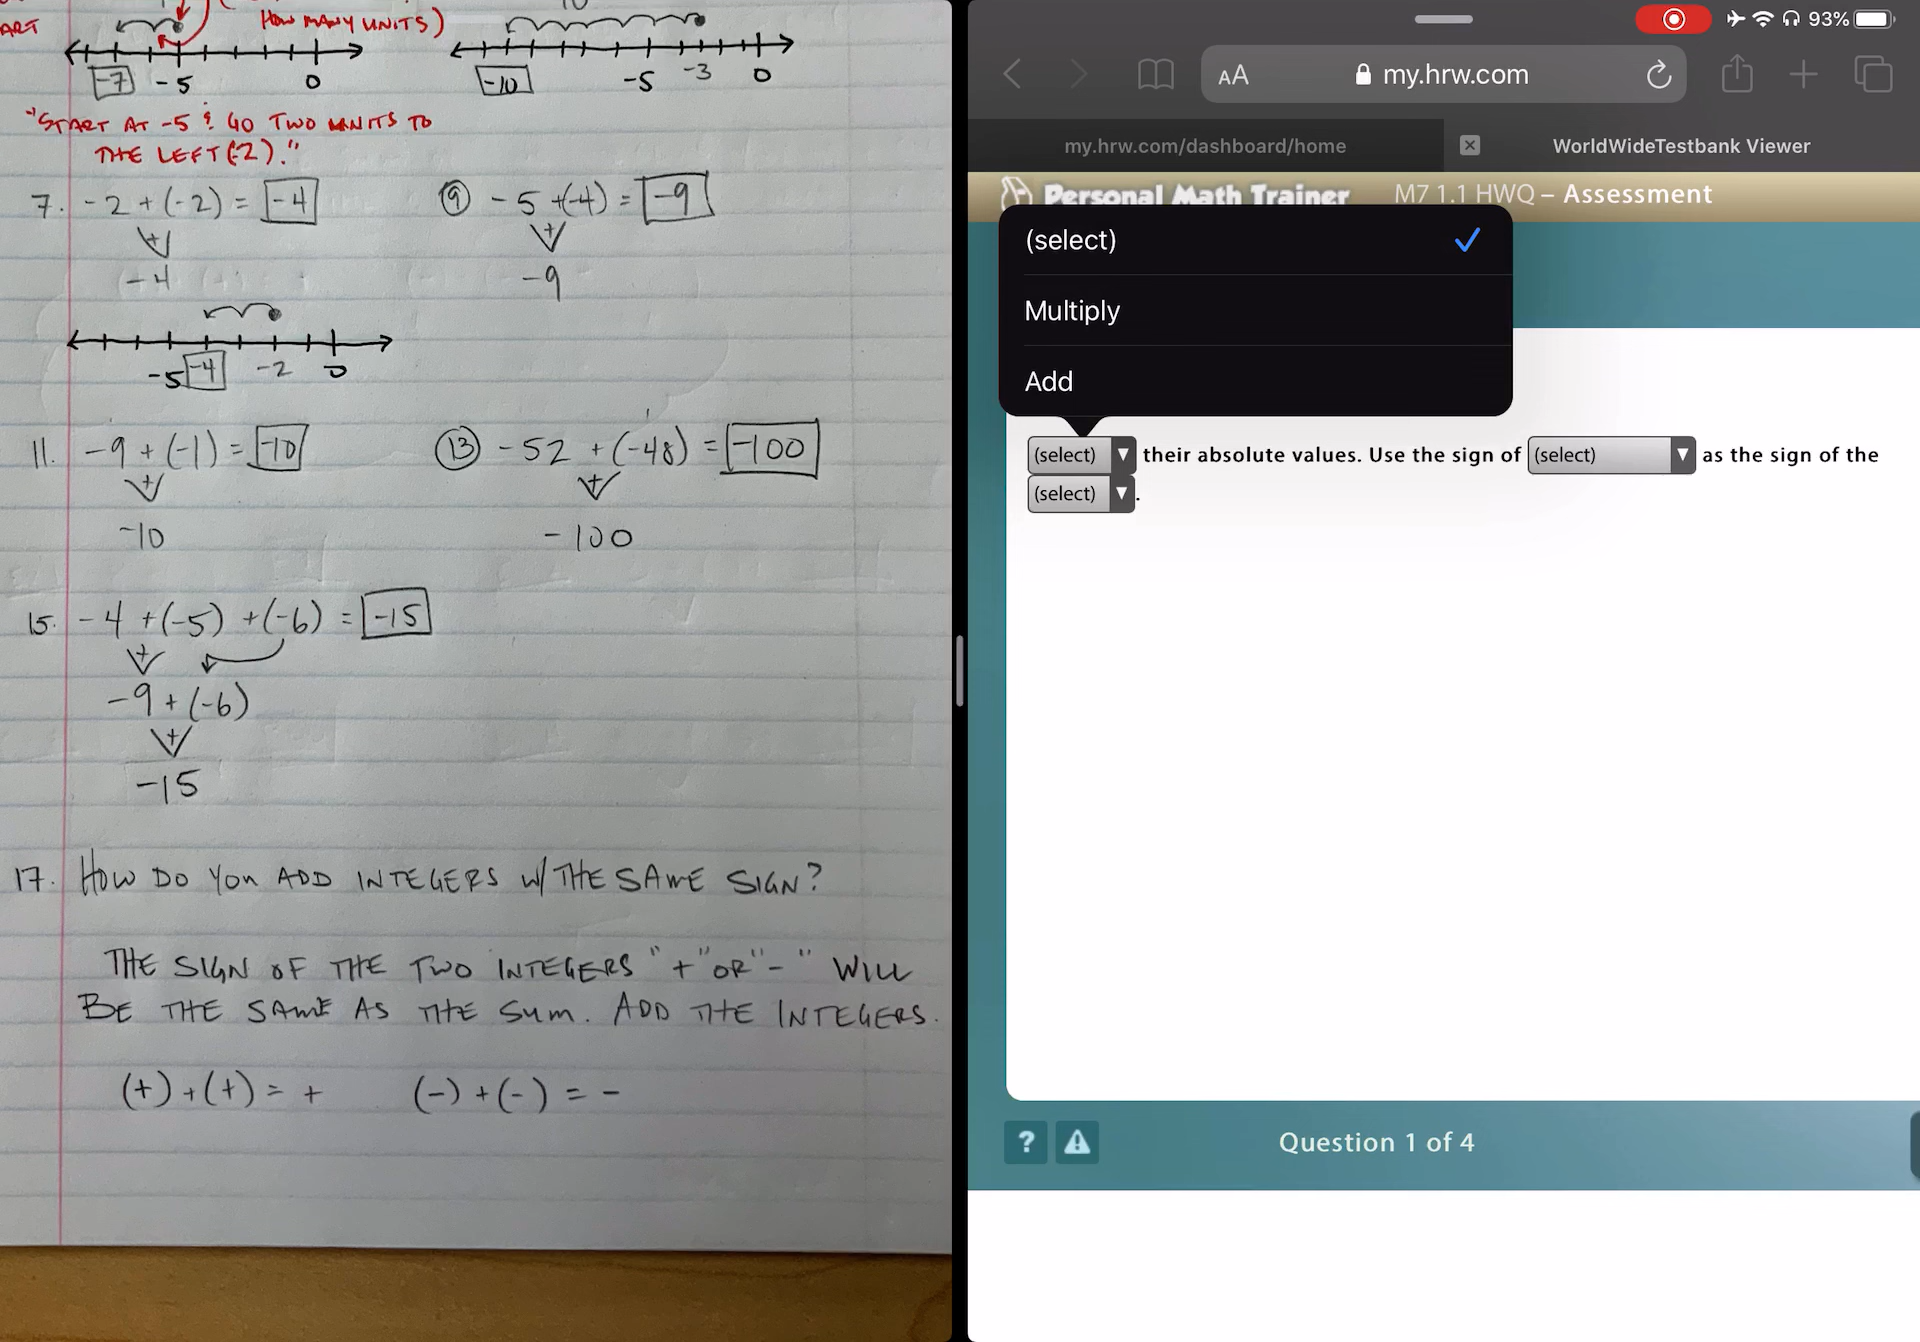 ART
HOW MANY UNITS)
10
-7 -5 0
-10 -5 -3 0
"START AT -5 & GO TWO UNITS TO
THE LEFT (-2)."
7. -2 + (-2) = -4
+
-4
-5 -4 -2 0
9 -5 + (-4) = -9
+
-9
11. -9 + (-1) = -10
+
-10
13 -52 + (-48) = -100
+
-100
15. -4 + (-5) + (-6) = -15
+
-9 + (-6)
+
-15
17. HOW DO YOU ADD INTEGERS W/ THE SAME SIGN?
THE SIGN OF THE TWO INTEGERS "+" OR "-" WILL
BE THE SAME AS THE SUM. ADD THE INTEGERS.
(+) + (+) = + (-) + (-) = -
93%
AA my.hrw.com
my.hrw.com/dashboard/home WorldWideTestbank Viewer
Personal Math Trainer M7 1.1 HWQ – Assessment
(select)
Multiply
Add
(select) their absolute values. Use the sign of (select) as the sign of the
(select) .
? Question 1 of 4